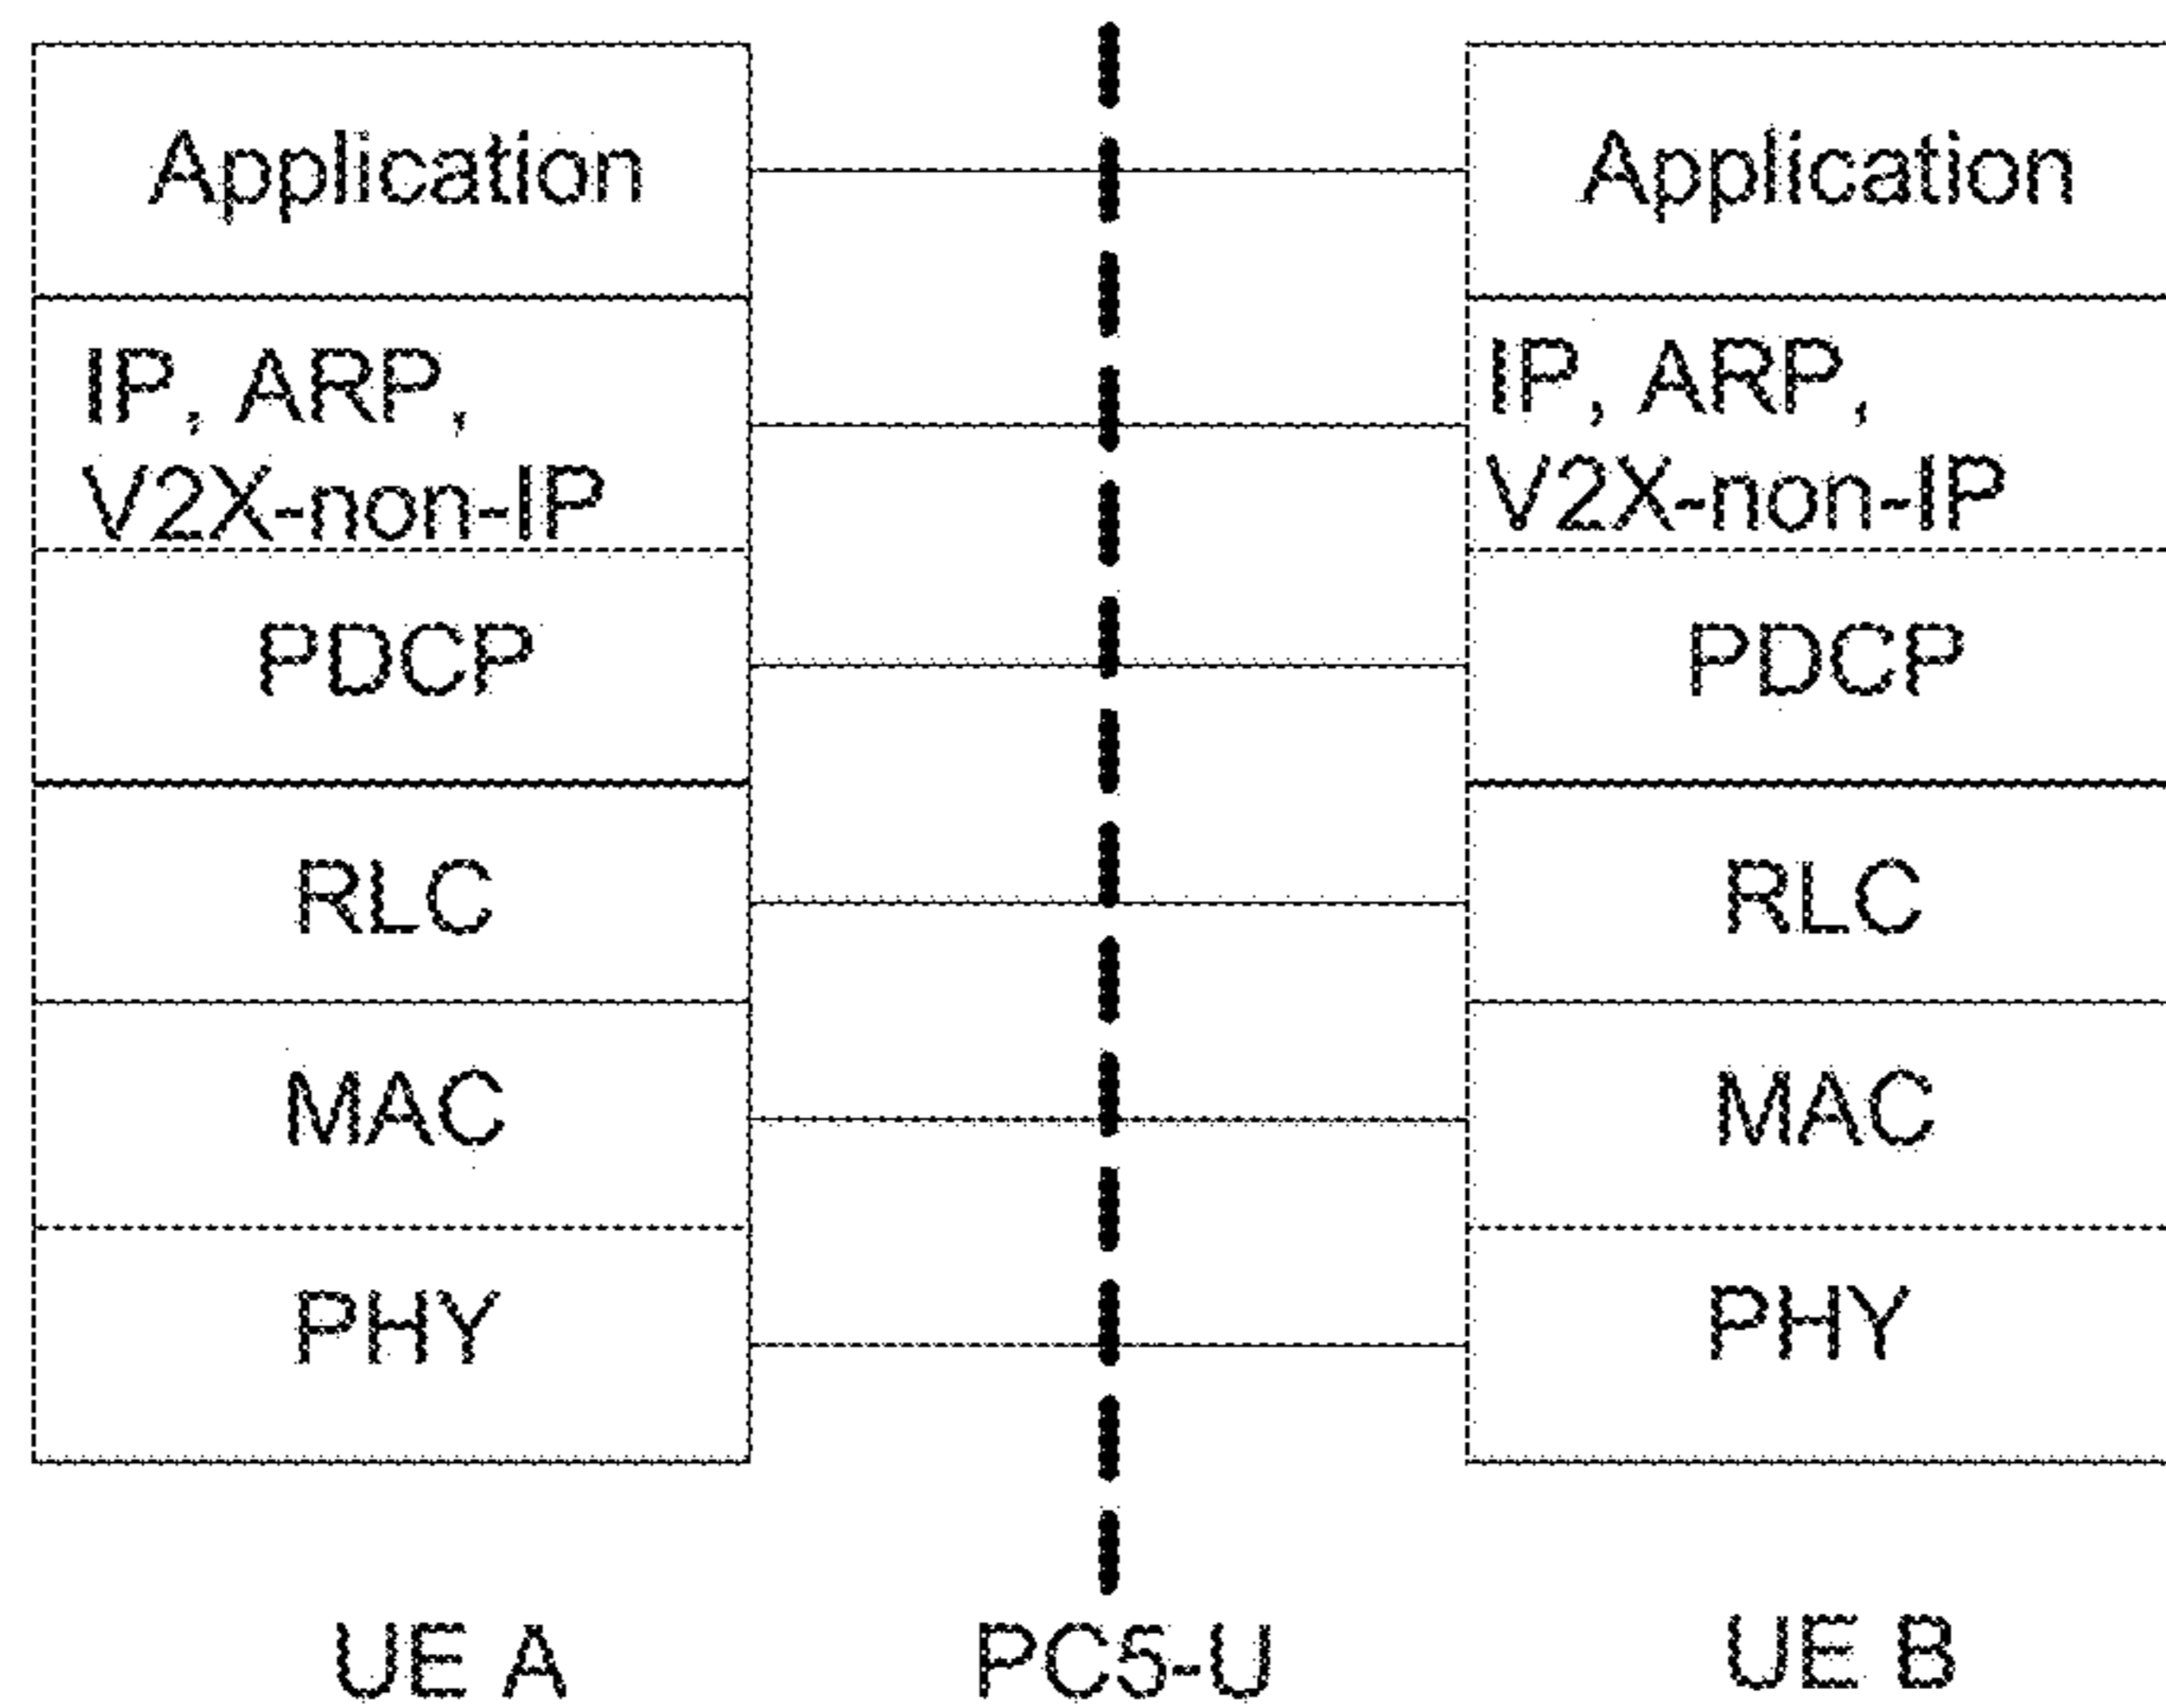 Application
IP, ARP,
V2X-non-IP
PDCP
RLC
MAC
PHY
UE A
PC5-U
Application
IP, ARP,
V2X-non-IP
PDCP
RLC
MAC
PHY
UE B